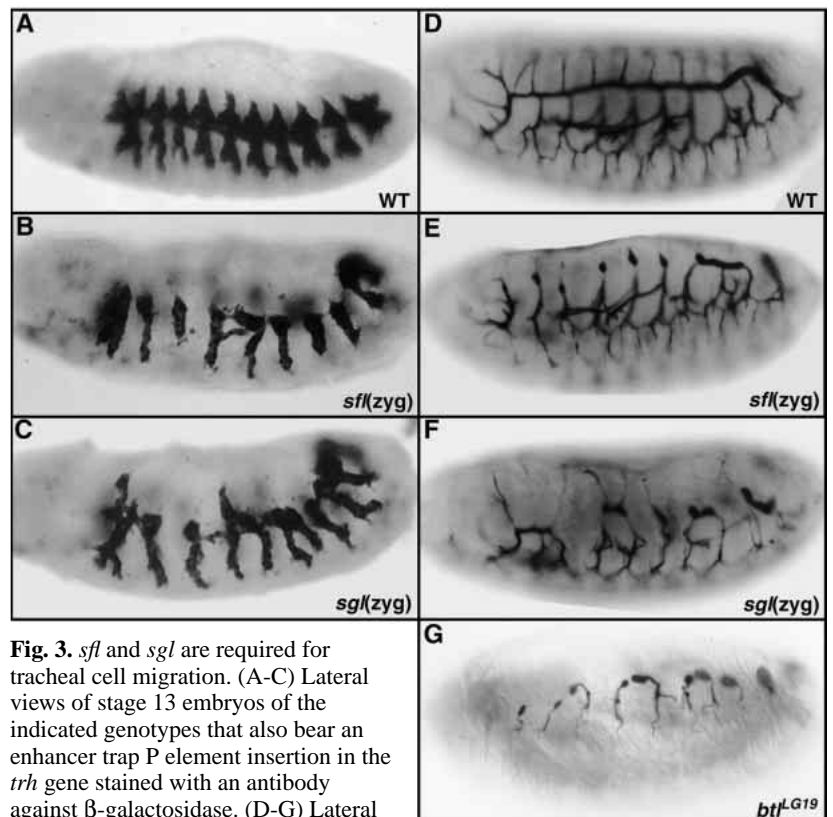 A
WT
D
WT
B
sfl(zyg)
E
sfl(zyg)
C
sgl(zyg)
F
sgl(zyg)
G
btlLG19
Fig. 3. sfl and sgl are required for
tracheal cell migration. (A-C) Lateral
views of stage 13 embryos of the
indicated genotypes that also bear an
enhancer trap P element insertion in the
trh gene stained with an antibody
against β-galactosidase. (D-G) Lateral